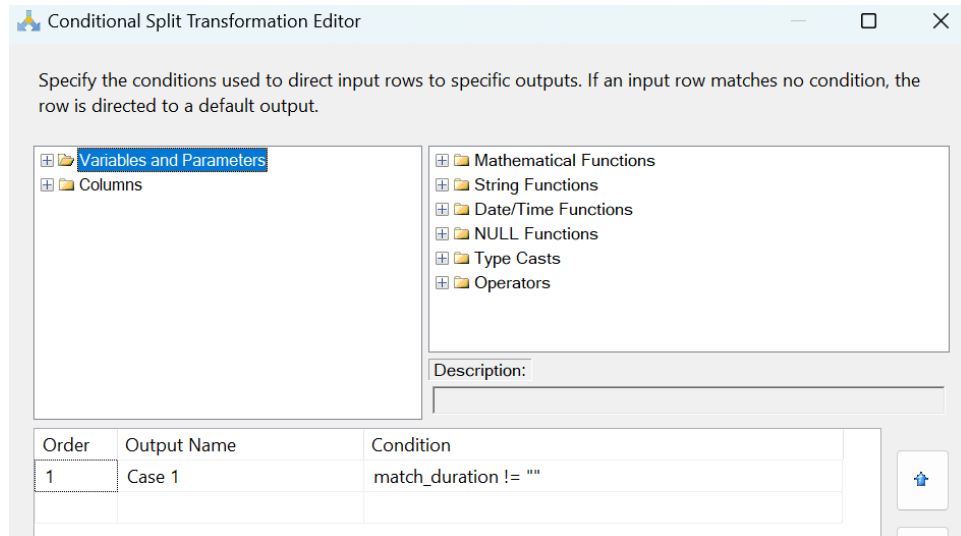 Conditional Split Transformation Editor
Specify the conditions used to direct input rows to specific outputs. If an input row matches no condition, the
row is directed to a default output.
Variables and Parameters
Columns
Mathematical Functions
String Functions
Date/Time Functions
NULL Functions
Type Casts
Operators
Description:
Order Output Name Condition
1 Case 1 match_duration != ""